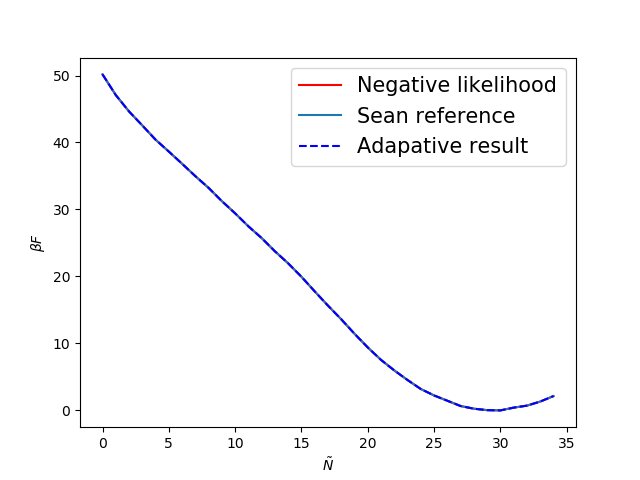 Negative likelihood
Sean reference
Adapative result
50
40
30
20
10
0
βF
0 5 10 15 20 25 30 35
Ñ